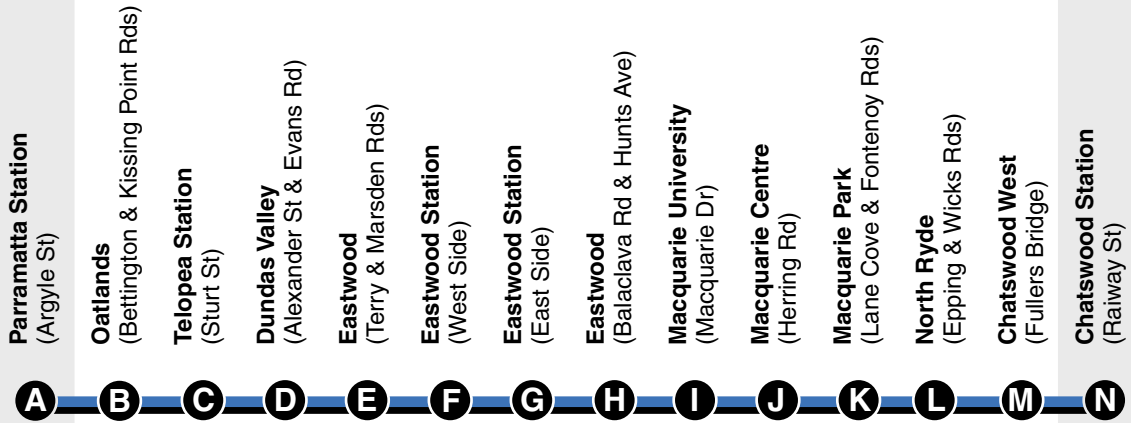 Parramatta Station
(Argyle St)
Oatlands
(Bettington & Kissing Point Rds)
Telopea Station
(Sturt St)
Dundas Valley
(Alexander St & Evans Rd)
Eastwood
(Terry & Marsden Rds)
Eastwood Station
(West Side)
Eastwood Station
(East Side)
Eastwood
(Balaclava Rd & Hunts Ave)
Macquarie University
(Macquarie Dr)
Macquarie Centre
(Herring Rd)
Macquarie Park
(Lane Cove & Fontenoy Rds)
North Ryde
(Epping & Wicks Rds)
Chatswood West
(Fullers Bridge)
Chatswood Station
(Raiway St)
A B C D E F G H I J K L M N